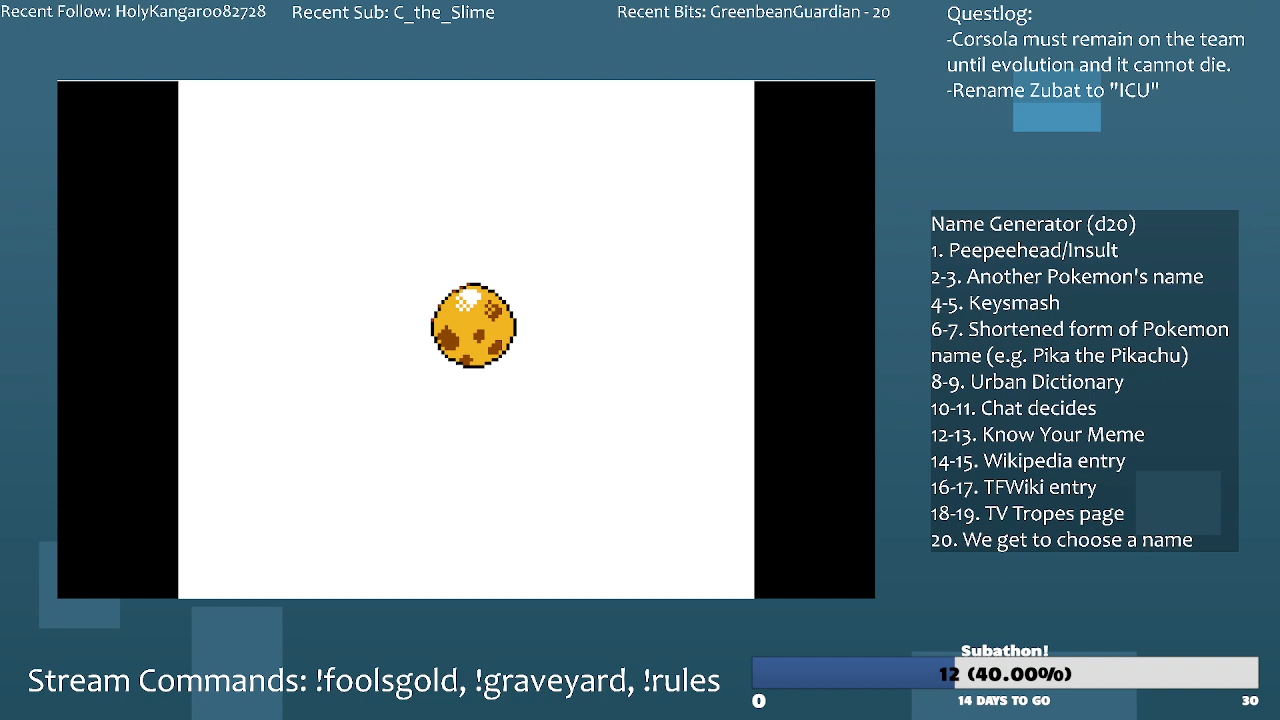 Recent Follow: HolyKangaroo82728
Recent Sub: C_the_Slime
Recent Bits: GreenbeanGuardian - 20
Questlog:
-Corsola must remain on the team
until evolution and it cannot die.
-Rename Zubat to "ICU"
Name Generator (d20)
1. Peepeehead/Insult
2-3. Another Pokemon's name
4-5. Keysmash
6-7. Shortened form of Pokemon
name (e.g. Pika the Pikachu)
8-9. Urban Dictionary
10-11. Chat decides
12-13. Know Your Meme
14-15. Wikipedia entry
16-17. TFWiki entry
18-19. TV Tropes page
20. We get to choose a name
Stream Commands: !foolsgold, !graveyard, !rules
Subathon!
12 (40.00%)
0
14 DAYS TO GO
30